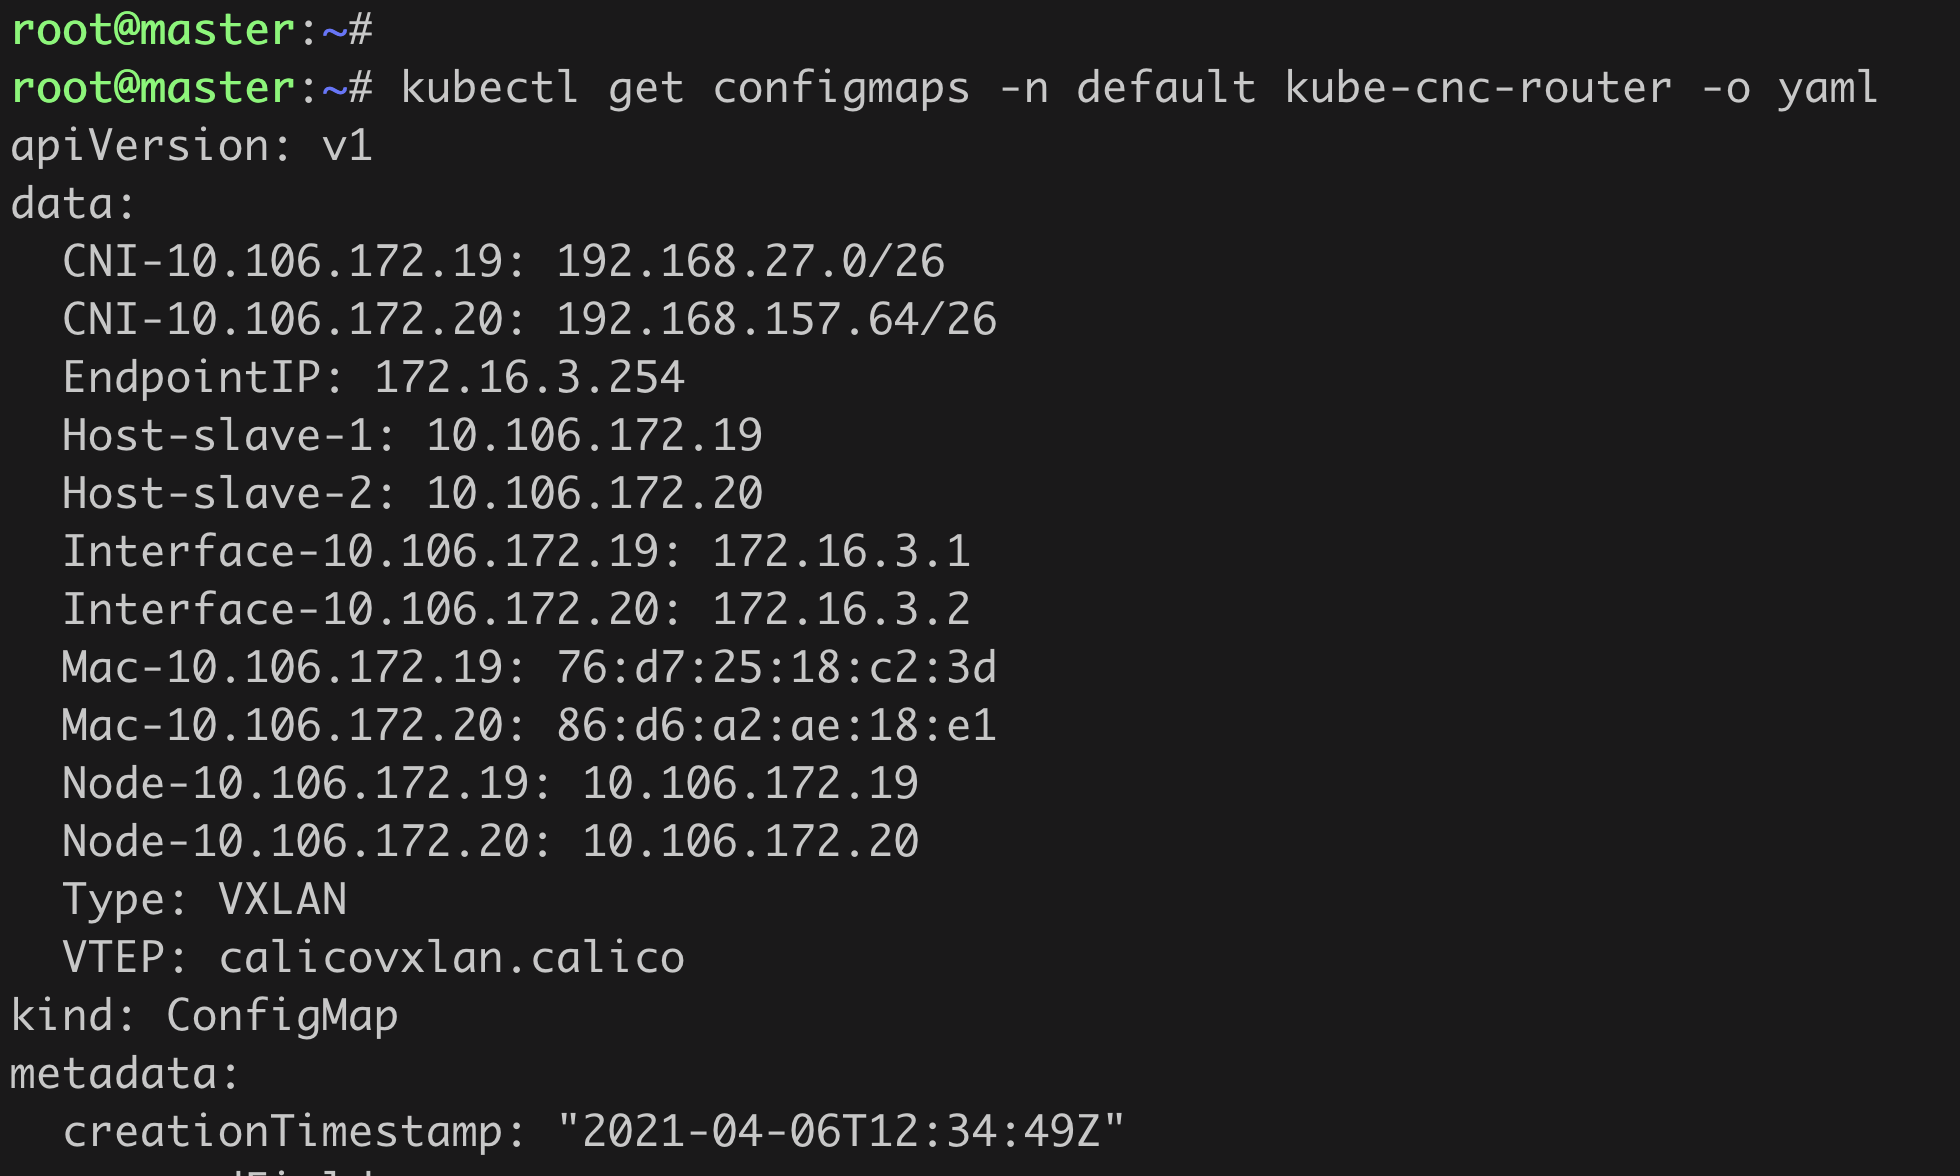 root@master:~#
root@master:~# kubectl get configmaps -n default kube-cnc-router -o yaml
apiVersion: v1
data:
  CNI-10.106.172.19: 192.168.27.0/26
  CNI-10.106.172.20: 192.168.157.64/26
  EndpointIP: 172.16.3.254
  Host-slave-1: 10.106.172.19
  Host-slave-2: 10.106.172.20
  Interface-10.106.172.19: 172.16.3.1
  Interface-10.106.172.20: 172.16.3.2
  Mac-10.106.172.19: 76:d7:25:18:c2:3d
  Mac-10.106.172.20: 86:d6:a2:ae:18:e1
  Node-10.106.172.19: 10.106.172.19
  Node-10.106.172.20: 10.106.172.20
  Type: VXLAN
  VTEP: calicovxlan.calico
kind: ConfigMap
metadata:
  creationTimestamp: "2021-04-06T12:34:49Z"